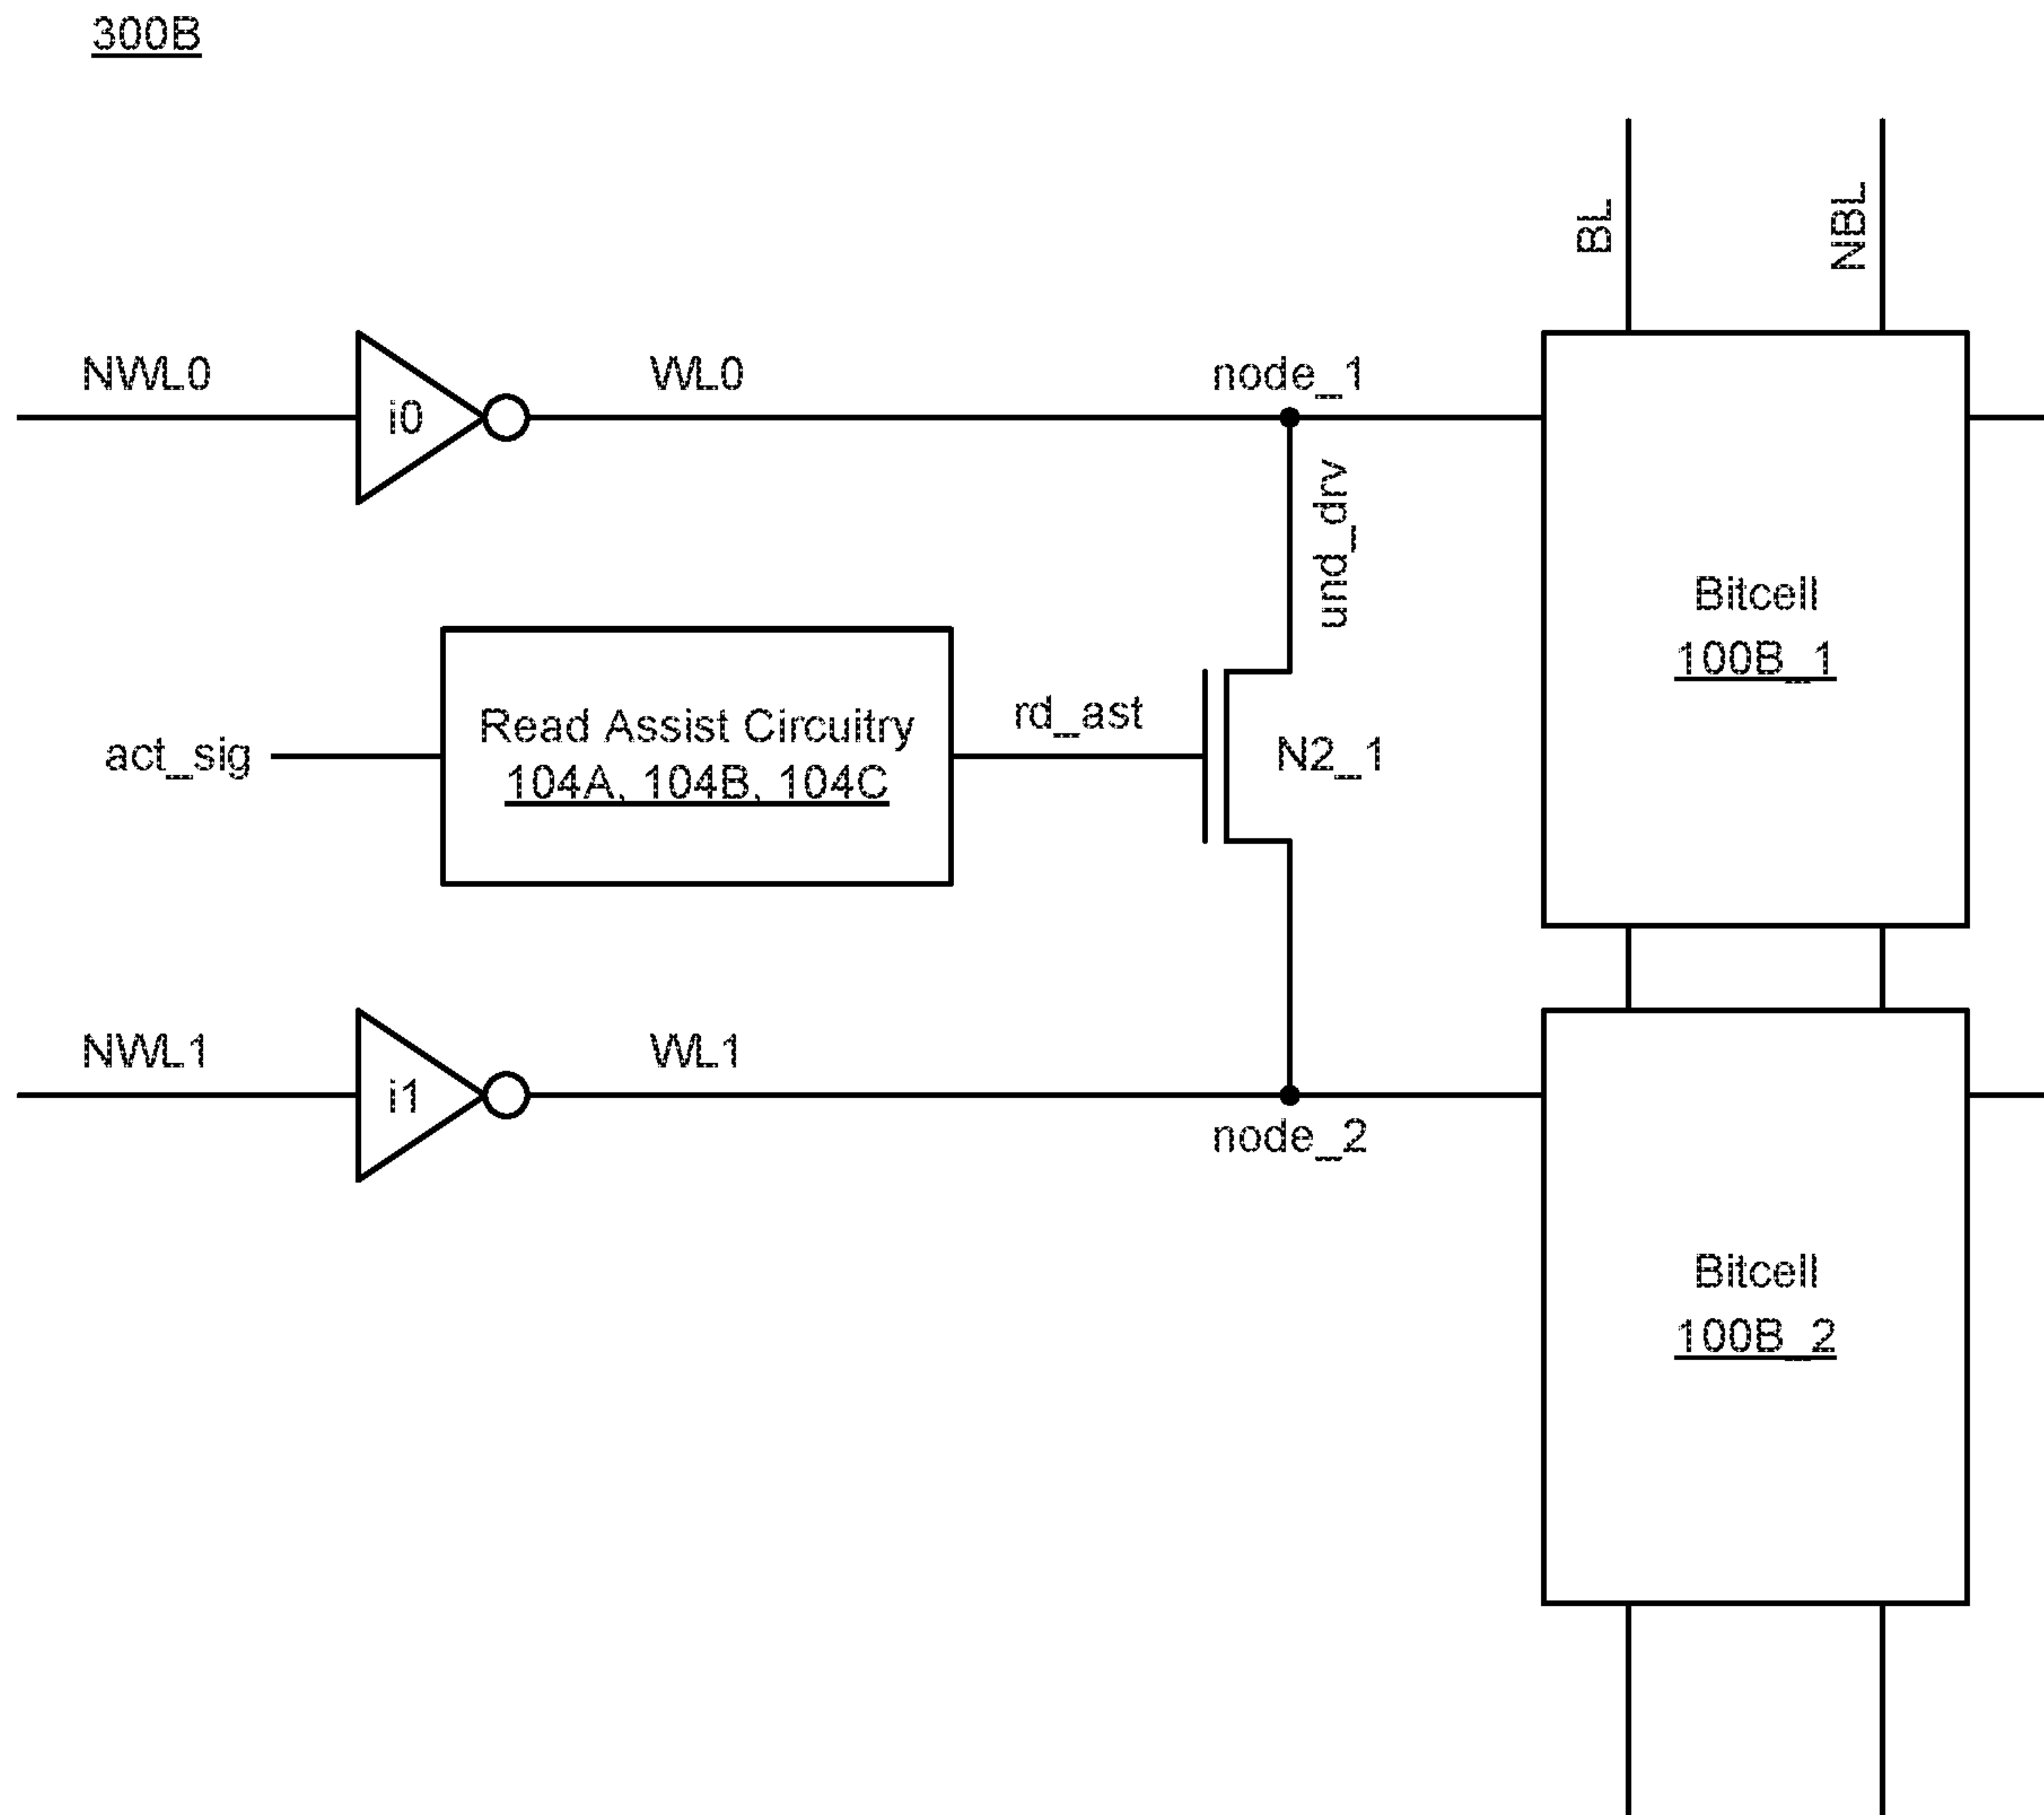 300B
BL
NBL
NWL0
i0
WL0
node_1
und_drv
Bitcell
100B_1
act_sig
Read Assist Circuitry
104A, 104B, 104C
rd_ast
N2_1
NWL1
i1
WL1
node_2
Bitcell
100B_2